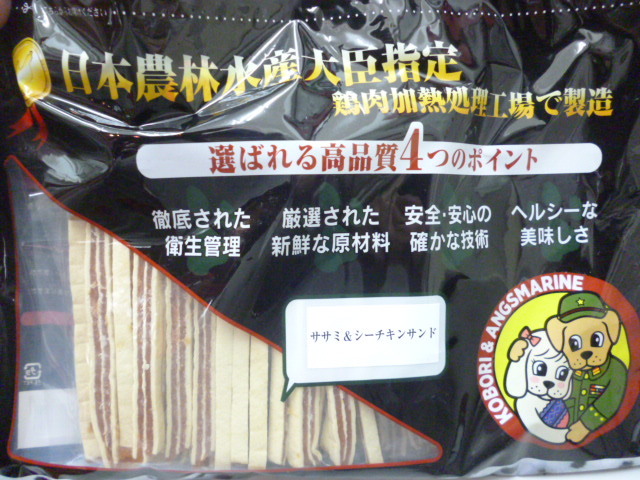 日本農林水産大臣指定
鶏肉加熱処理工場で製造
選ばれる高品質4つのポイント
徹底された
衛生管理
厳選された
新鮮な原材料
安全・安心の
確かな技術
ヘルシーな
美味しさ
ササミ&シーチキンサンド
KOBORI & ANGSMARINE